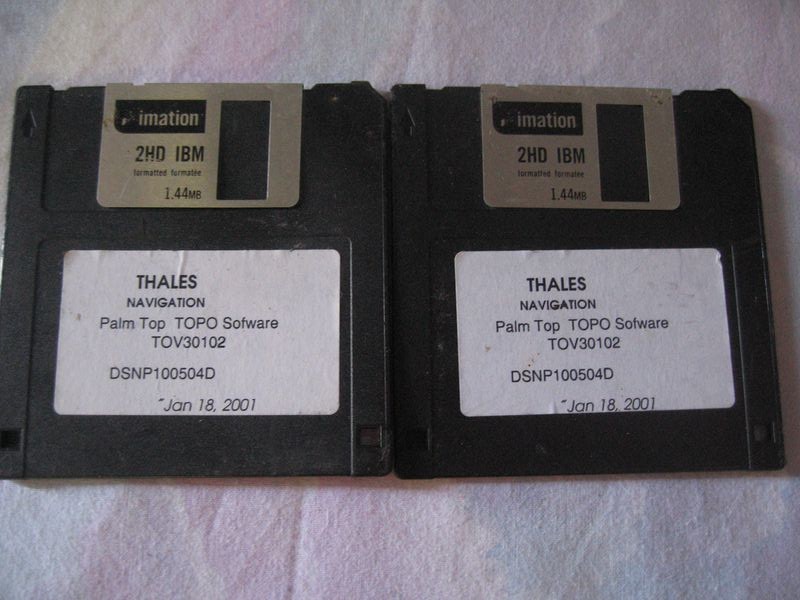 imation
2HD IBM
formatted formatée
1.44MB
THALES
NAVIGATION
Palm Top TOPO Sofware
TOV30102
DSNP100504D
~Jan 18, 2001
imation
2HD IBM
formatted formatée
1.44MB
THALES
NAVIGATION
Palm Top TOPO Sofware
TOV30102
DSNP100504D
~Jan 18, 2001